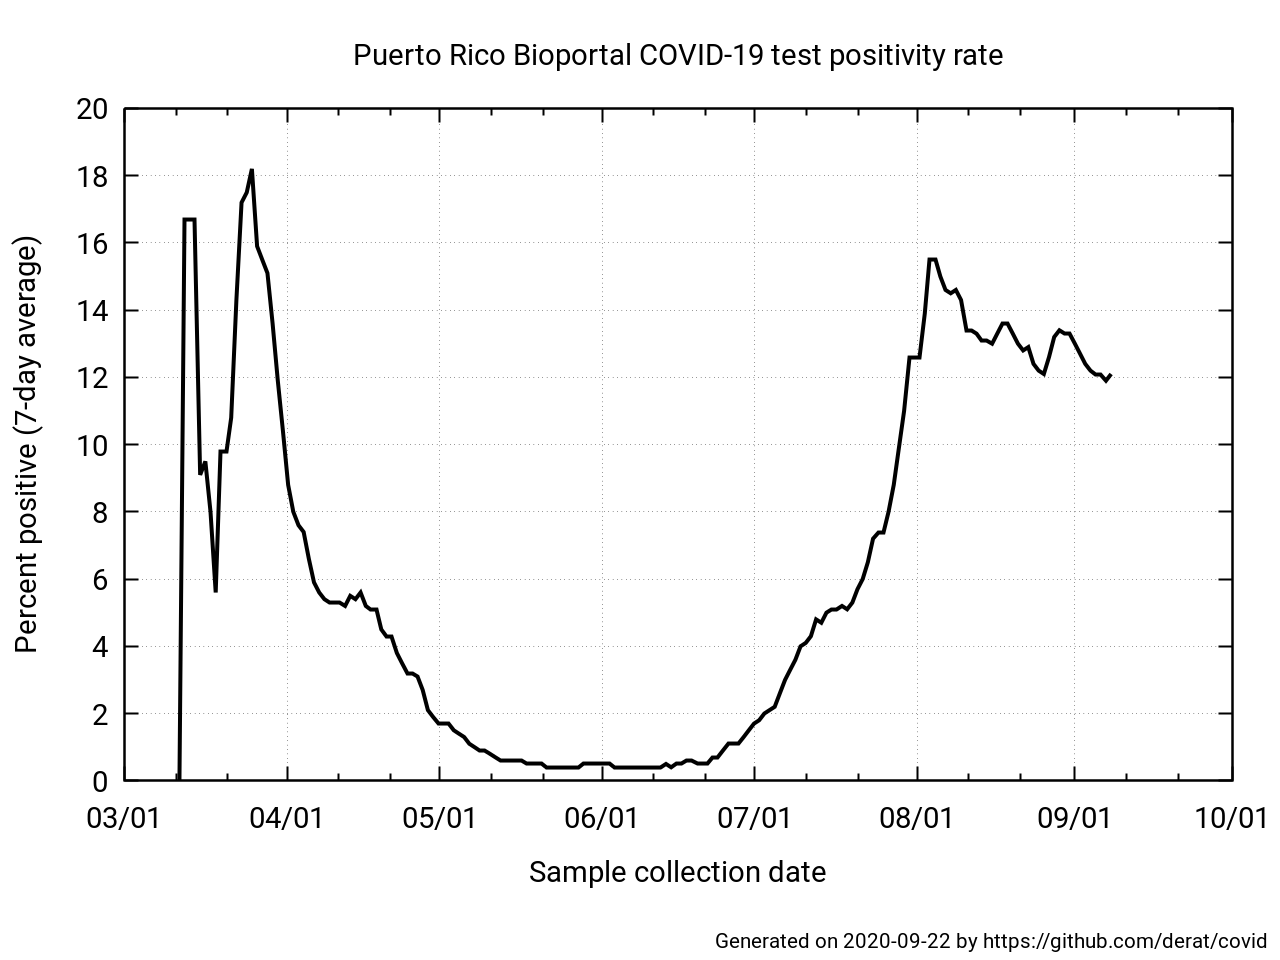 Puerto Rico Bioportal COVID-19 test positivity rate
20
18
16
14
12
10
8
6
4
2
0
Percent positive (7-day average)
03/01 04/01 05/01 06/01 07/01 08/01 09/01 10/01
Sample collection date
Generated on 2020-09-22 by https://github.com/derat/covid